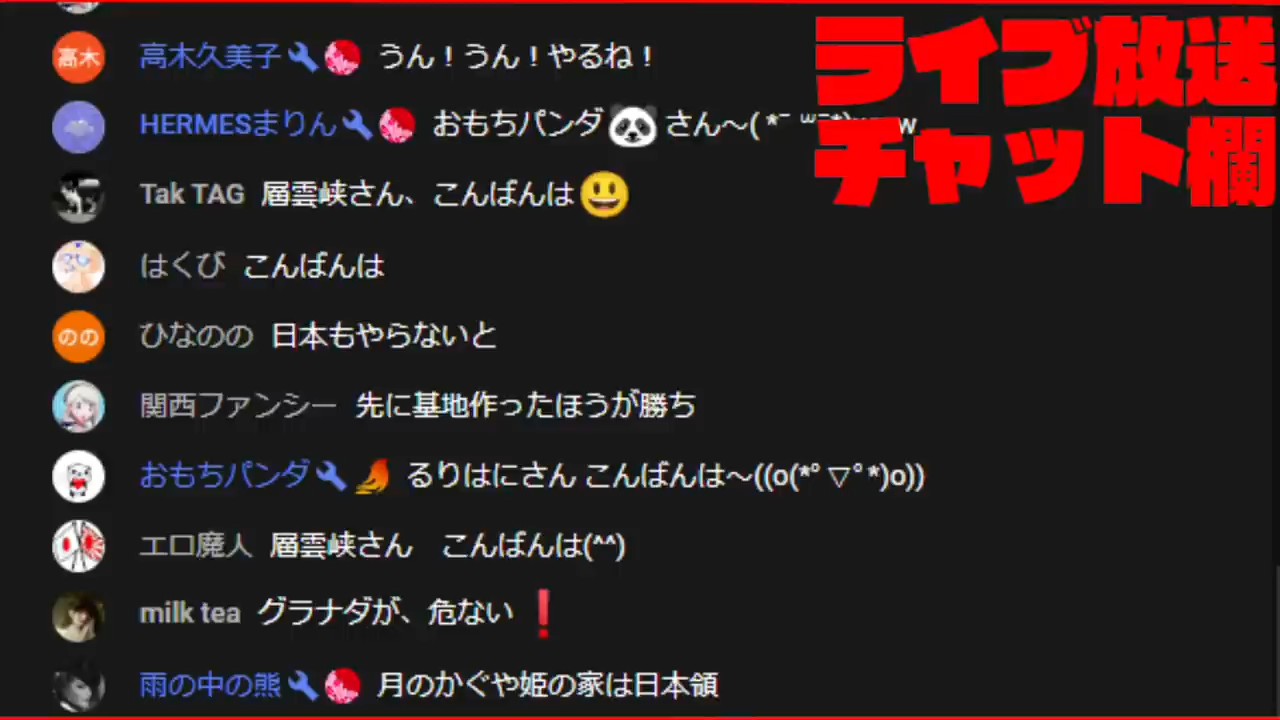 ライブ放送
チャット欄
高木 高木久美子 うん！うん！やるね！
HERMESまりん おもちパンダ🐼さん〜(*¯
Tak TAG 層雲峡さん、こんばんは😃
はくび こんばんは
のの ひなのの 日本もやらないと
関西ファンシー 先に基地作ったほうが勝ち
おもちパンダ るりはにさん こんばんは〜((o(*ﾟ▽ﾟ*)o))
エロ魔人 層雲峡さん　こんばんは(^^)
milk tea グラナダが、危ない❗
雨の中の熊 月のかぐや姫の家は日本領